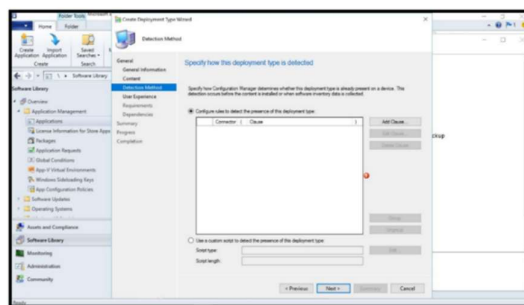 Folder Tools
Home Folder
Create Application
Import Application
Saved Searches
Create
Search
Software Library
Software Library
Overview
Application Management
Applications
License Information for Store Apps
Packages
Application Requests
Global Conditions
App-V Virtual Environments
Windows Sideloading Keys
App Configuration Policies
Software Updates
Operating Systems
Assets and Compliance
Software Library
Monitoring
Administration
Community
Ready
Create Deployment Type Wizard
Detection Method
General
General Information
Content
Detection Method
User Experience
Requirements
Dependencies
Summary
Progress
Completion
Specify how this deployment type is detected
Specify how Configuration Manager determines whether this deployment type is already present on a device. This
detection occurs before the content is installed or when software inventory data is collected.
Configure rules to detect the presence of this deployment type:
Connector ( Clause )
Add Clause...
Edit Clause...
Delete Clause
Group
Ungroup
Use a custom script to detect the presence of this deployment type:
Script type:
Edit...
Script length:
< Previous Next > Summary Cancel